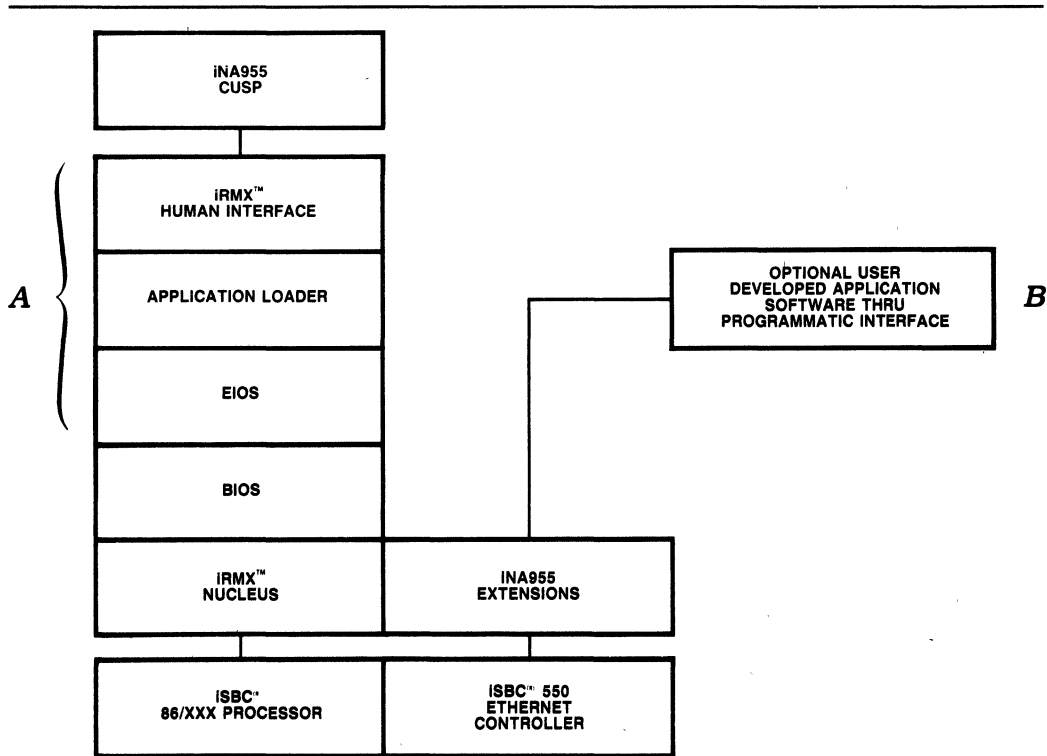 iNA955
CUSP
iRMX™
HUMAN INTERFACE
APPLICATION LOADER
A
EIOS
BIOS
iRMX™
NUCLEUS
INA955
EXTENSIONS
iSBC®
86/XXX PROCESSOR
iSBC® 550
ETHERNET
CONTROLLER
OPTIONAL USER
DEVELOPED APPLICATION
SOFTWARE THRU
PROGRAMMATIC INTERFACE
B